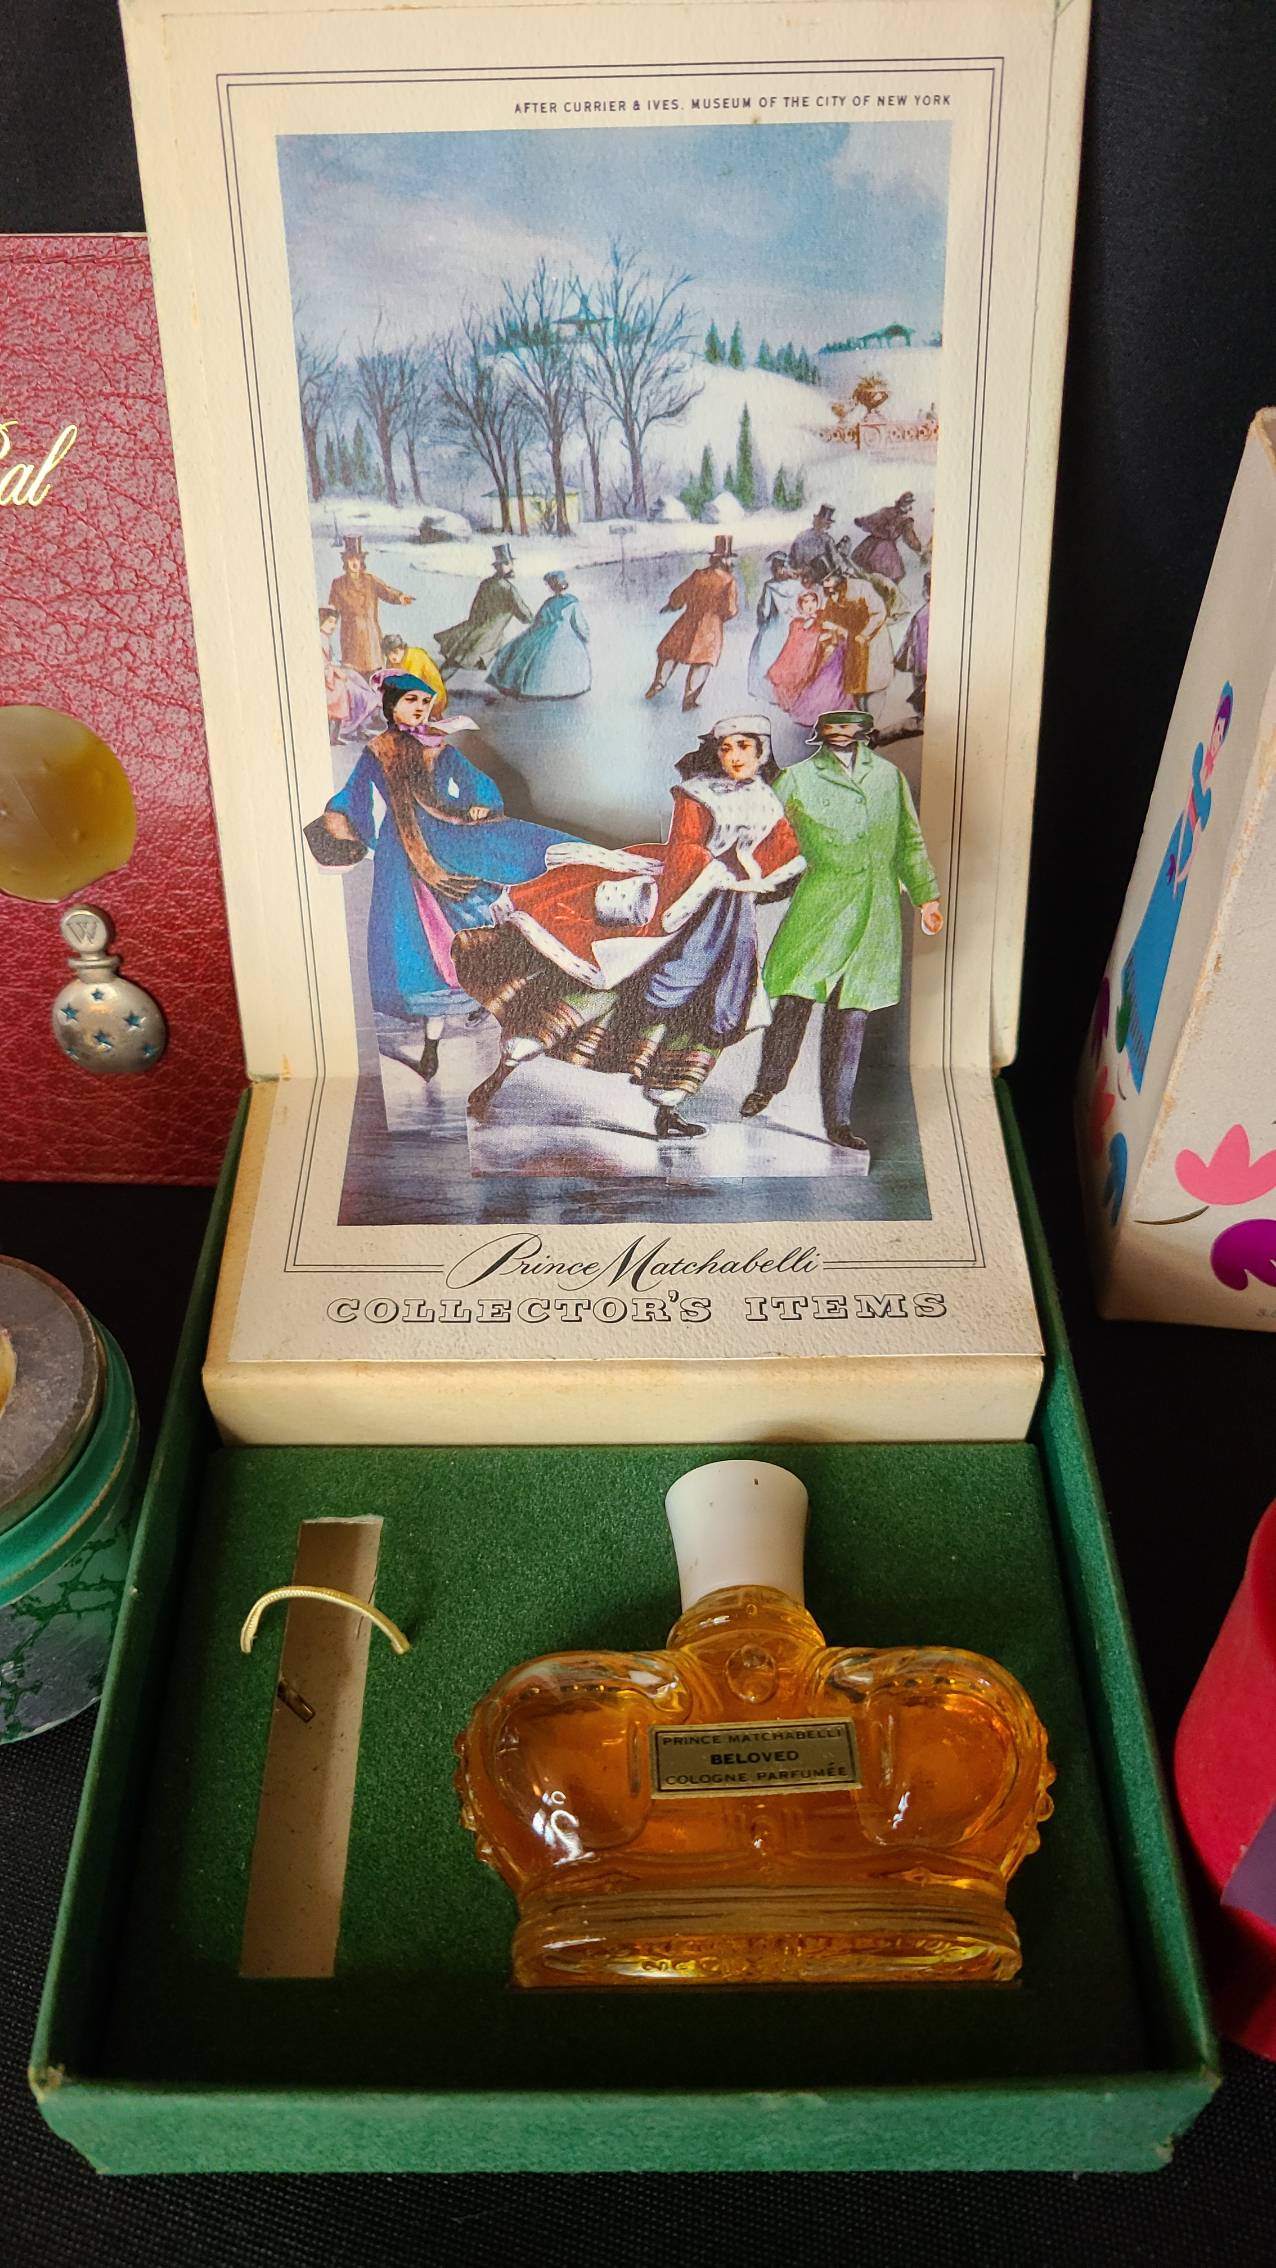 AFTER CURRIER & IVES. MUSEUM OF THE CITY OF NEW YORK
al
W
Prince Matchabelli
COLLECTOR'S ITEMS
PRINCE MATCHABELLI
BELOVED
COLOGNE PARFUMÉE